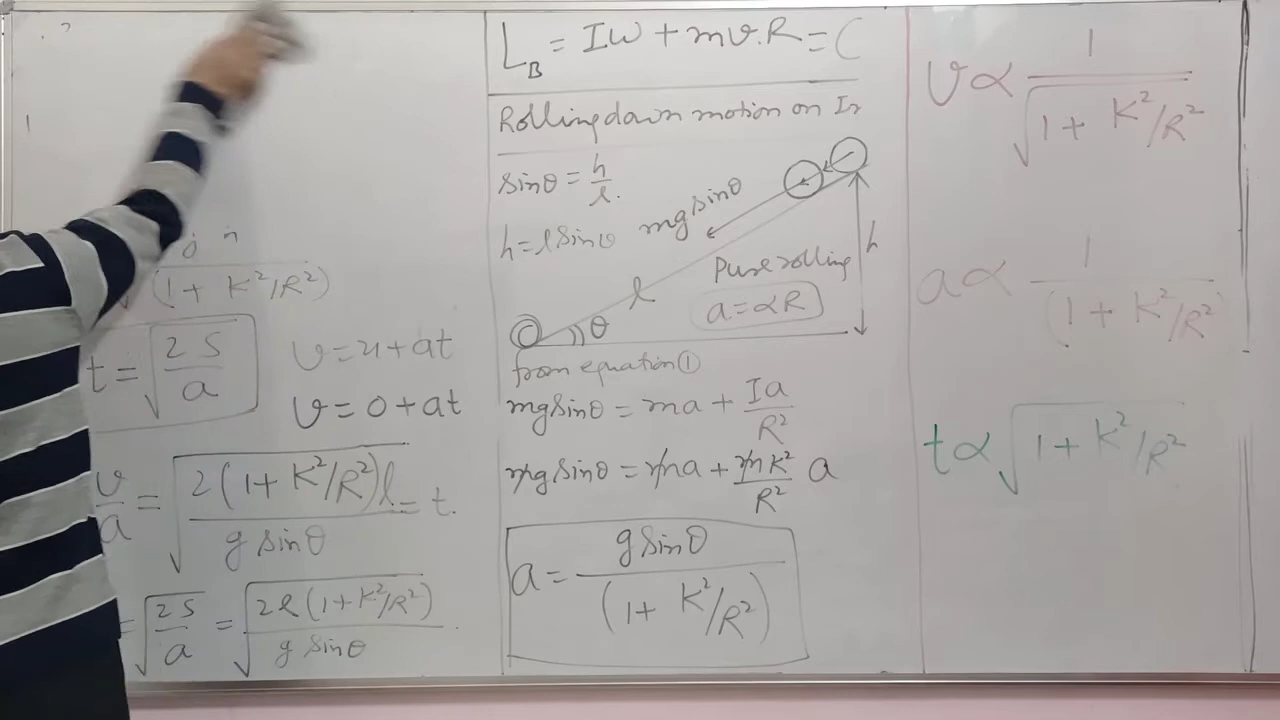 (1 + K²/R²)
t = √(2S/a)
v = u + at
v = 0 + at
v/a = √(2(1 + K²/R²)l / g sinθ) = t.
= √(2S/a) = √(2l(1 + K²/R²) / g sinθ)
L_B = Iω + mv.R = C
Rolling down motion on In
sinθ = h/l.
h = l sinθ
mg sinθ
h
l
Pure rolling
a = αR
θ
from equation ①
mg sinθ = ma + Ia/R²
mg sinθ = ma + mK²/R² a
a = g sinθ / (1 + K²/R²)
v ∝ 1/√(1 + K²/R²)
a ∝ 1/(1 + K²/R²)
t ∝ √(1 + K²/R²)